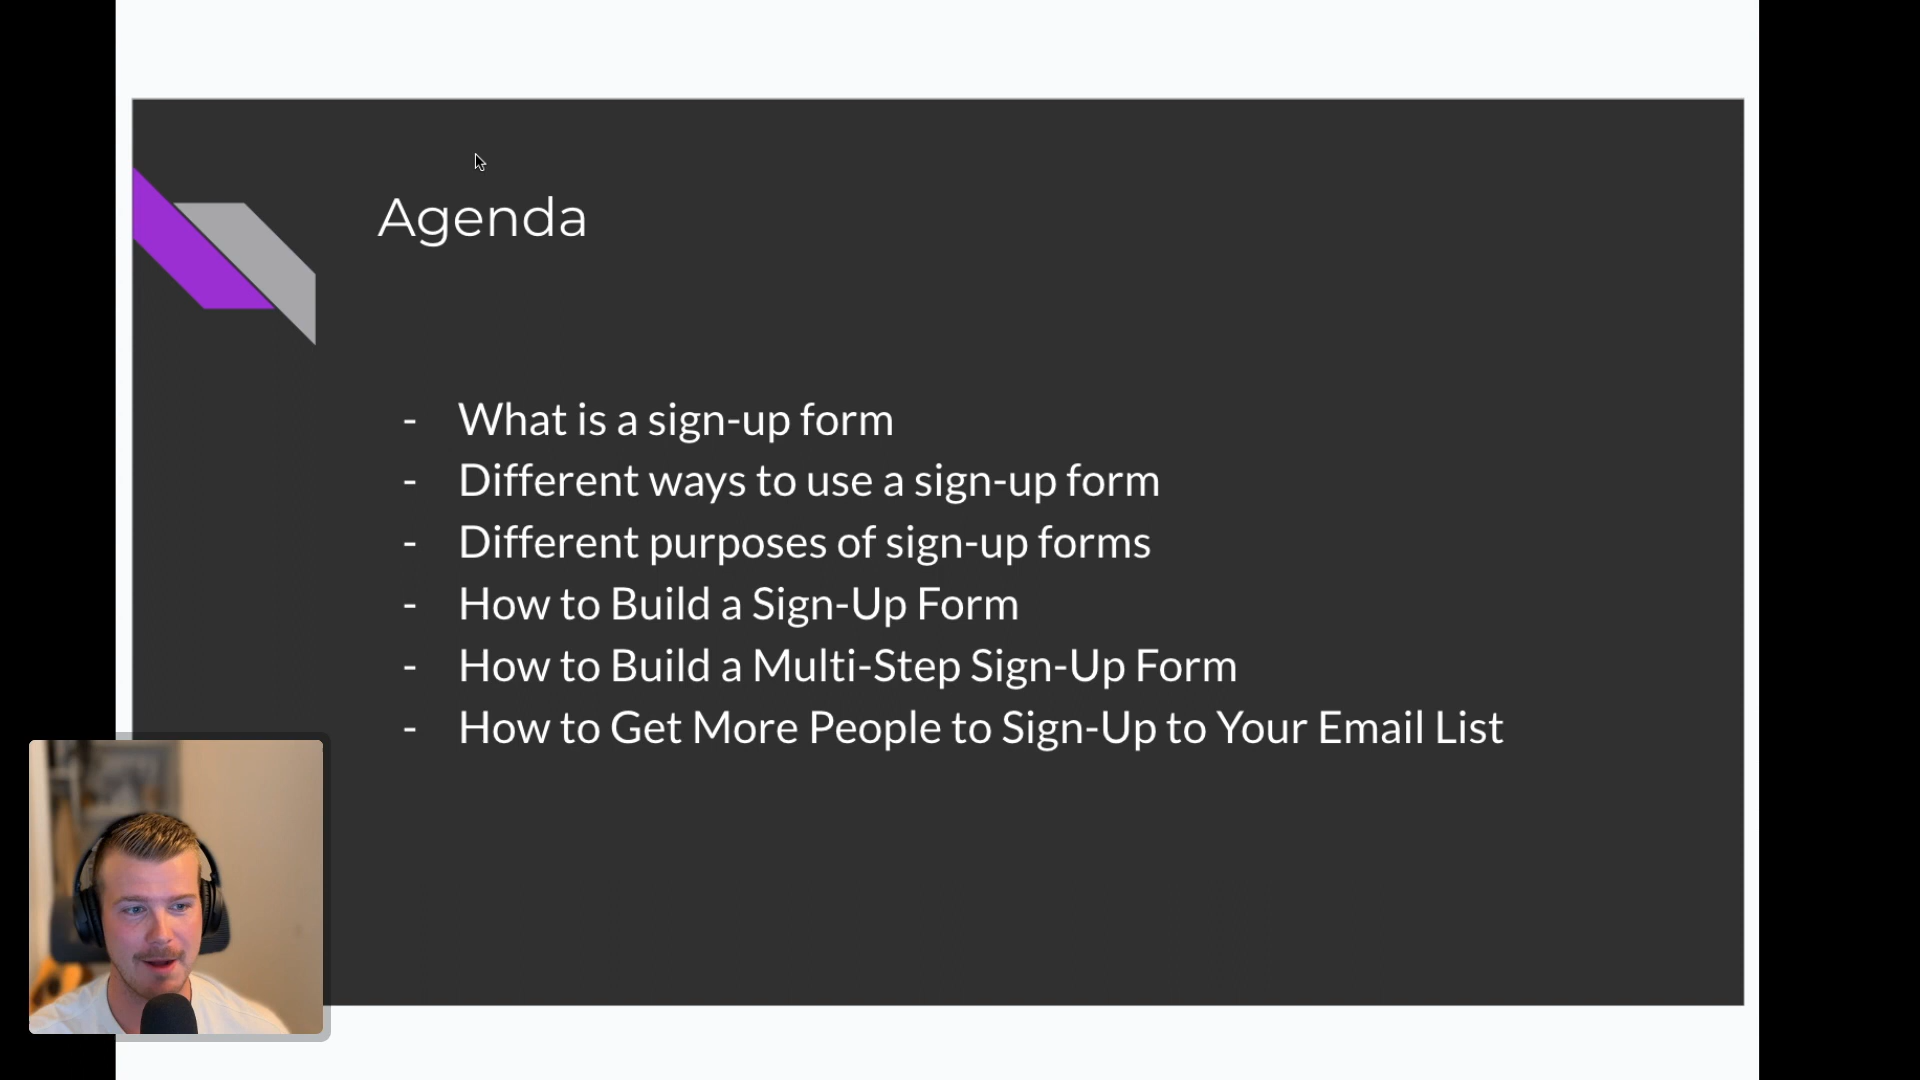 Agenda
- What is a sign-up form
- Different ways to use a sign-up form
- Different purposes of sign-up forms
- How to Build a Sign-Up Form
- How to Build a Multi-Step Sign-Up Form
- How to Get More People to Sign-Up to Your Email List